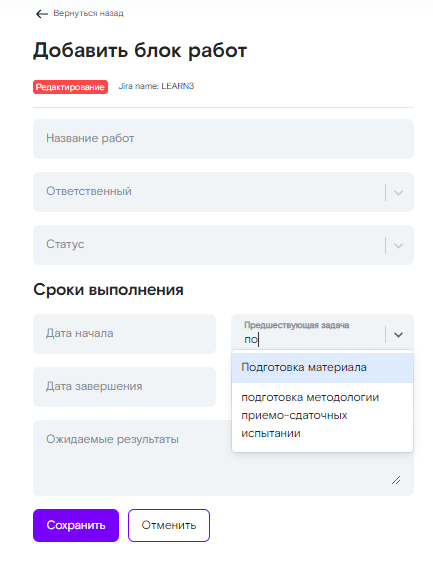 Вернуться назад
Добавить блок работ
Редактирование Jira name: LEARN3
Название работ
Ответственный
Статус
Сроки выполнения
Дата начала
Предшествующая задача
по
Подготовка материала
подготовка методологии
приемо-сдаточных
испытании
Дата завершения
Ожидаемые результаты
Сохранить Отменить